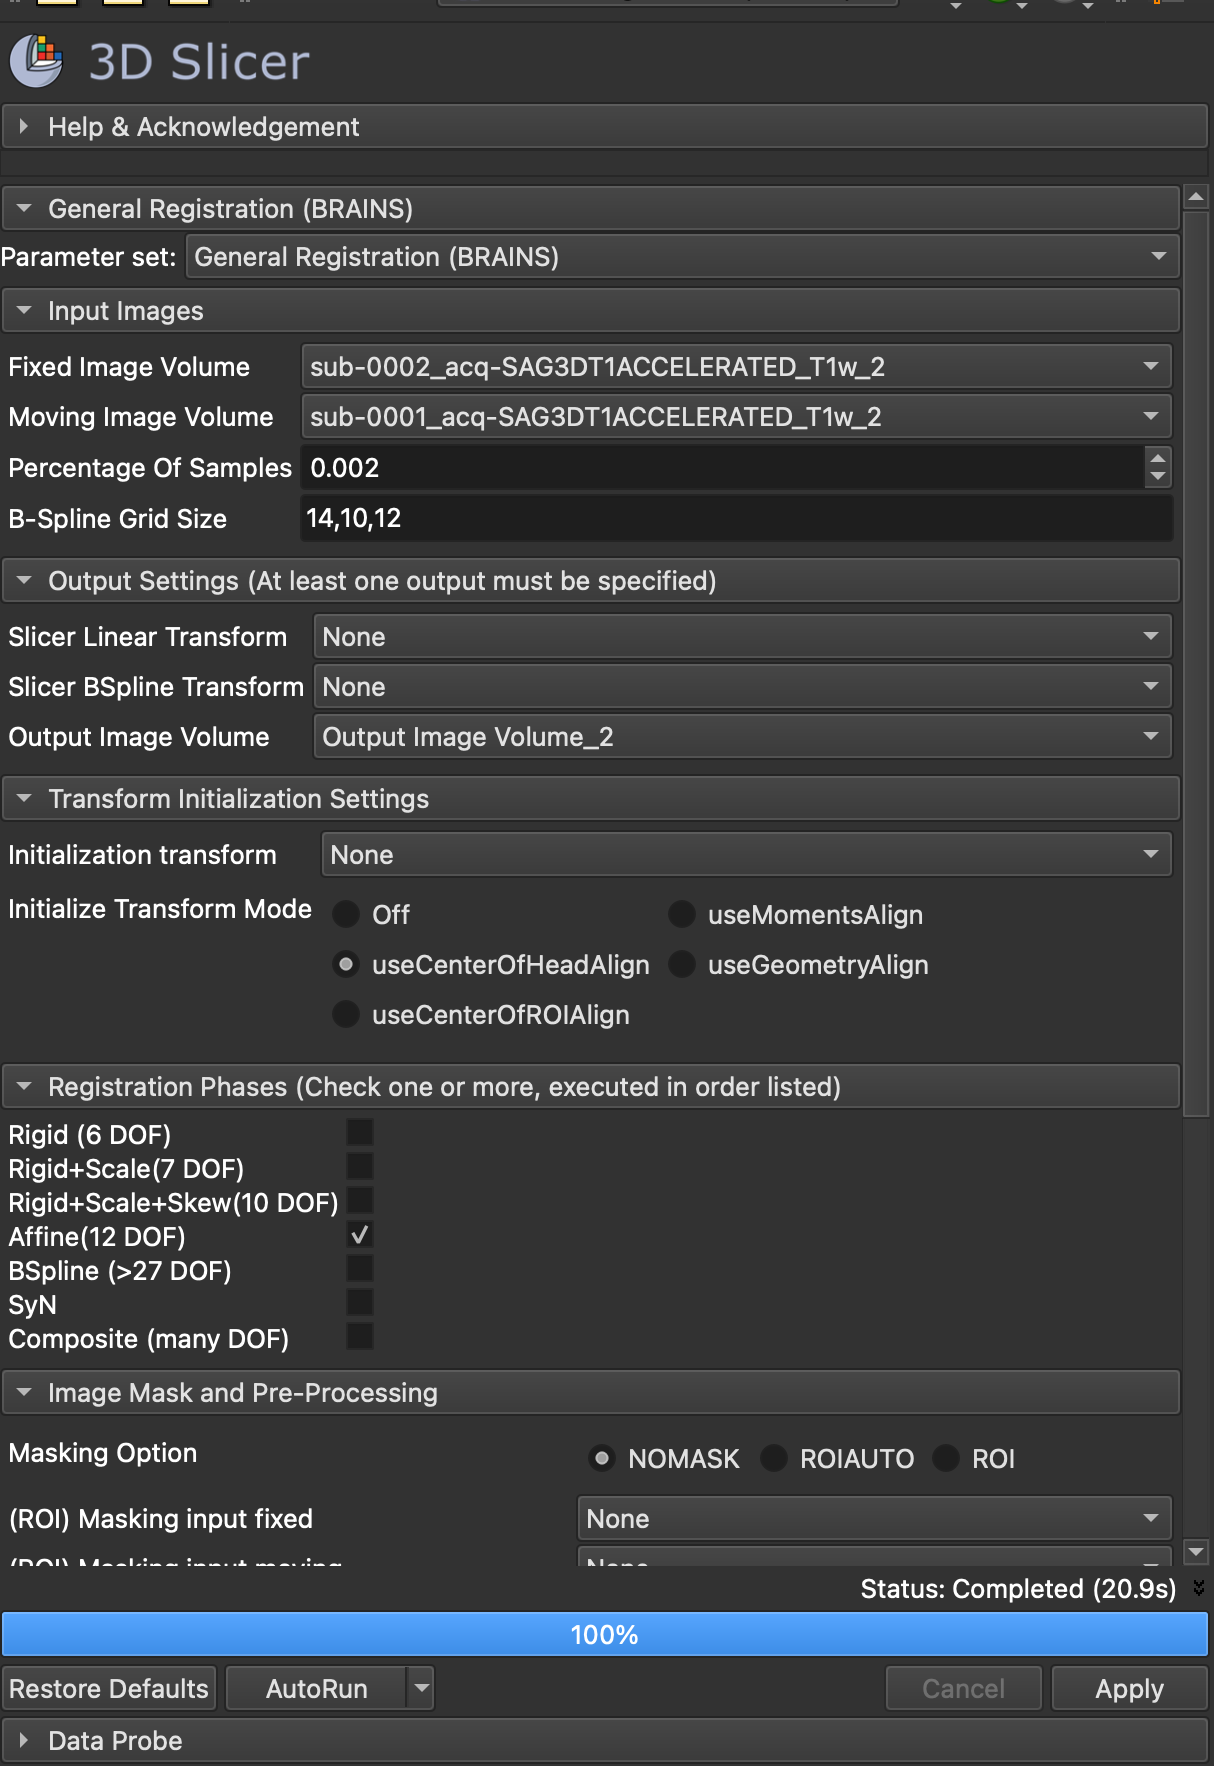 3D Slicer
Help & Acknowledgement
General Registration (BRAINS)
Parameter set: General Registration (BRAINS)
Input Images
Fixed Image Volume sub-0002_acq-SAG3DT1ACCELERATED_T1w_2
Moving Image Volume sub-0001_acq-SAG3DT1ACCELERATED_T1w_2
Percentage Of Samples 0.002
B-Spline Grid Size 14,10,12
Output Settings (At least one output must be specified)
Slicer Linear Transform None
Slicer BSpline Transform None
Output Image Volume Output Image Volume_2
Transform Initialization Settings
Initialization transform None
Initialize Transform Mode Off useMomentsAlign
useCenterOfHeadAlign useGeometryAlign
useCenterOfROIAlign
Registration Phases (Check one or more, executed in order listed)
Rigid (6 DOF)
Rigid+Scale(7 DOF)
Rigid+Scale+Skew(10 DOF)
Affine(12 DOF)
BSpline (>27 DOF)
SyN
Composite (many DOF)
Image Mask and Pre-Processing
Masking Option NOMASK ROIAUTO ROI
(ROI) Masking input fixed None
(ROI) Masking input moving None
Status: Completed (20.9s)
100%
Restore Defaults AutoRun Cancel Apply
Data Probe